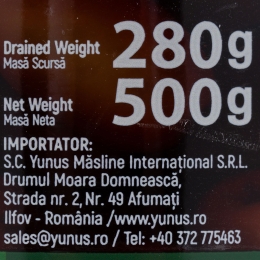 Drained Weight 280g
Masă Scursă
Net Weight 500g
Masă Neta
IMPORTATOR:
S.C. Yunus Măsline Internațional S.R.L.
Drumul Moara Domnească,
Strada nr. 2, Nr. 49 Afumați
Ilfov - România /www.yunus.ro
sales@yunus.ro / Tel: +40 372 775463